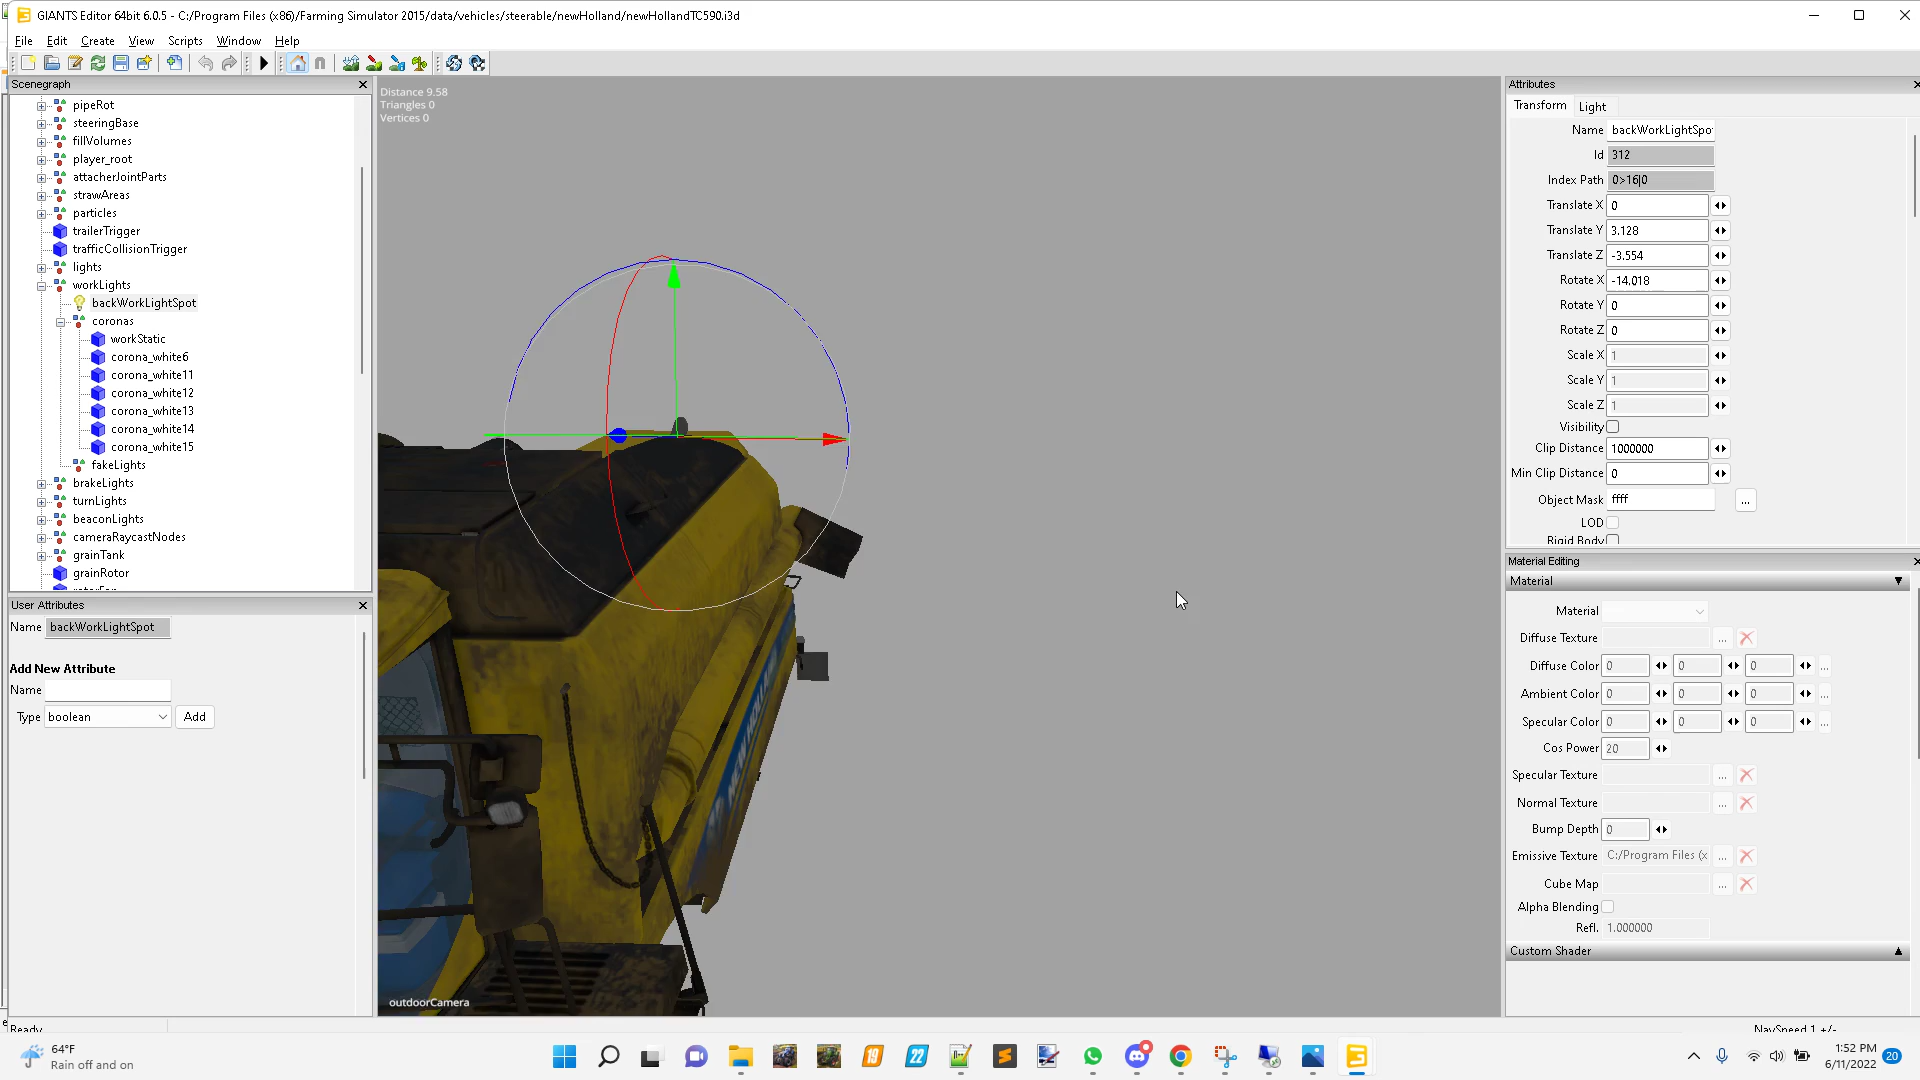 GIANTS Editor 64bit 6.0.5 - C:/Program Files (x86)/Farming Simulator 2015/data/vehicles/steerable/newHolland/newHollandTC590.i3d
File Edit Create View Scripts Window Help
Scenegraph
pipeRot
steeringBase
fillVolumes
player_root
attacherJointParts
strawAreas
particles
trailerTrigger
trafficCollisionTrigger
lights
workLights
backWorkLightSpot
coronas
workStatic
corona_white6
corona_white11
corona_white12
corona_white13
corona_white14
corona_white15
fakeLights
brakeLights
turnLights
beaconLights
cameraRaycastNodes
grainTank
grainRotor
User Attributes
Name backWorkLightSpot
Add New Attribute
Name
Type boolean Add
Ready
Distance 9.58
Triangles 0
Vertices 0
NEW HOLLAND
outdoorCamera
Attributes
Transform Light
Name backWorkLightSpo
Id 312
Index Path 0>16|0
Translate X 0
Translate Y 3.128
Translate Z -3.554
Rotate X -14.018
Rotate Y 0
Rotate Z 0
Scale X 1
Scale Y 1
Scale Z 1
Visibility
Clip Distance 1000000
Min Clip Distance 0
Object Mask ffff ...
LOD
Rigid Body
Material Editing
Material
Material
Diffuse Texture ...
Diffuse Color 0 0 0 ...
Ambient Color 0 0 0 ...
Specular Color 0 0 0 ...
Cos Power 20
Specular Texture ...
Normal Texture ...
Bump Depth 0
Emissive Texture C:/Program Files (x ...
Cube Map ...
Alpha Blending
Refl. 1.000000
Custom Shader
NavSpeed 1 +/-
64°F
Rain off and on
19
22
1:52 PM
6/11/2022
20